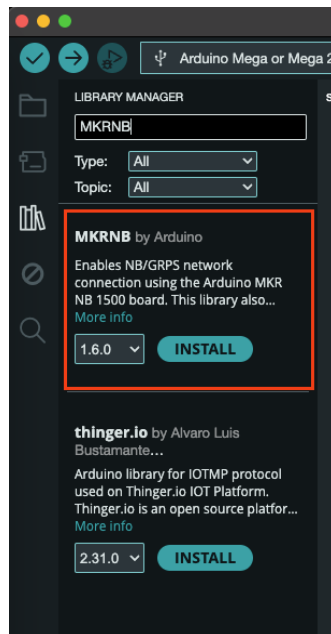 Arduino Mega or Mega 2
LIBRARY MANAGER
MKRNB
Type: All
Topic: All
MKRNB by Arduino
Enables NB/GRPS network
connection using the Arduino MKR
NB 1500 board. This library also...
More info
1.6.0 INSTALL
thinger.io by Alvaro Luis
Bustamante...
Arduino library for IOTMP protocol
used on Thinger.io IOT Platform.
Thinger.io is an open source platfor...
More info
2.31.0 INSTALL